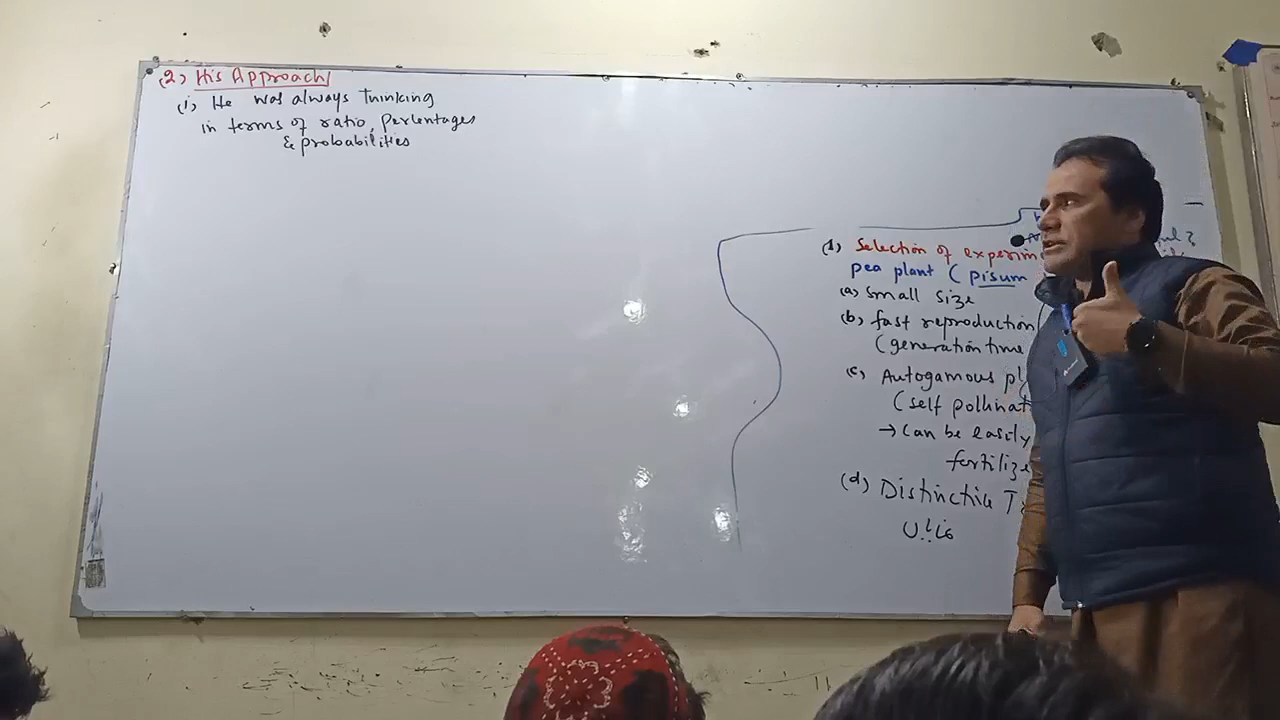 (2) His Approach
(i) He was always thinking
in terms of ratio, percentages
& probabilities
(1) Selection of experim
pea plant ( pisum
(a) small size
(b) fast reproduction
(generation time
(c) Autogamous pl
(self pollinat
→ can be easily
fertilize
(d) Distinctive T
نمایاں